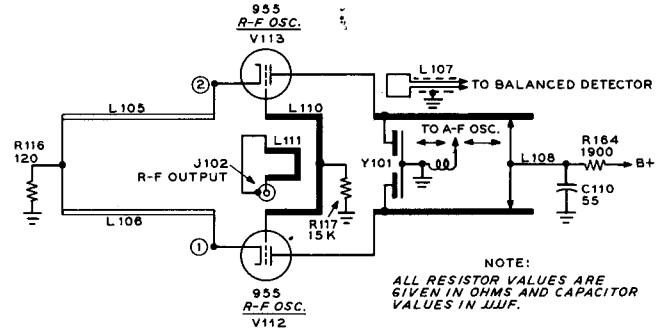 955
R-F OSC.
V113
2
L107
TO BALANCED DETECTOR
L105
L110
R116
120
L111
J102
R-F OUTPUT
TO A-F OSC.
Y101
R164
1900
L108
B+
C110
55
L106
R117
15K
1
955
R-F OSC.
V112
NOTE:
ALL RESISTOR VALUES ARE
GIVEN IN OHMS AND CAPACITOR
VALUES IN µµF.